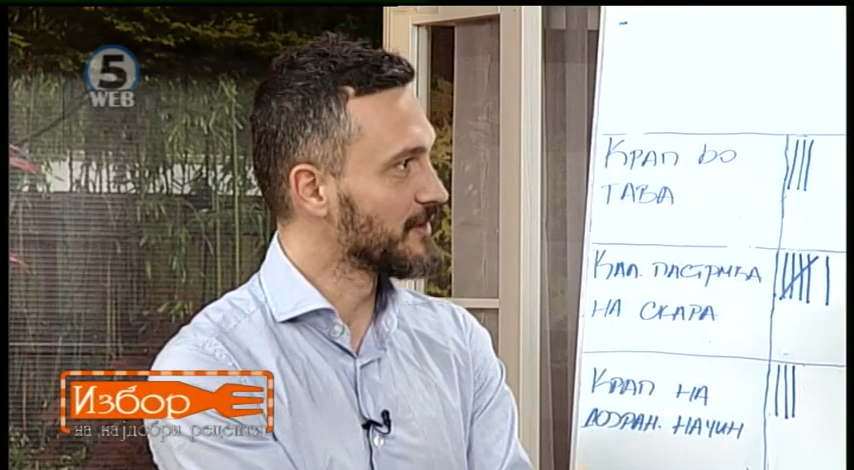 5
WEB
Избор
на најдобри рецепти
Крап во
тава
Кал. пастрмка
на скара
Крап на
дојран. начин